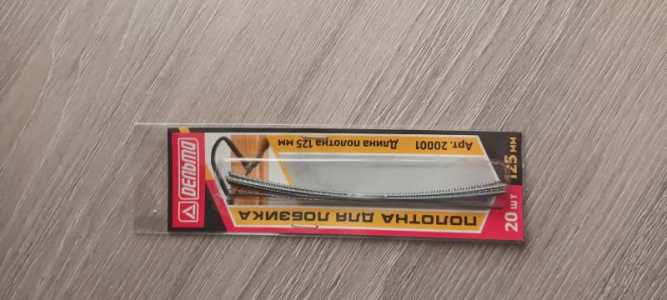 ДЕЛЬТА
ПОЛОТНА ДЛЯ ЛОБЗИКА
Арт. 20001
Длина полотна 125 мм
20 шт
125 мм